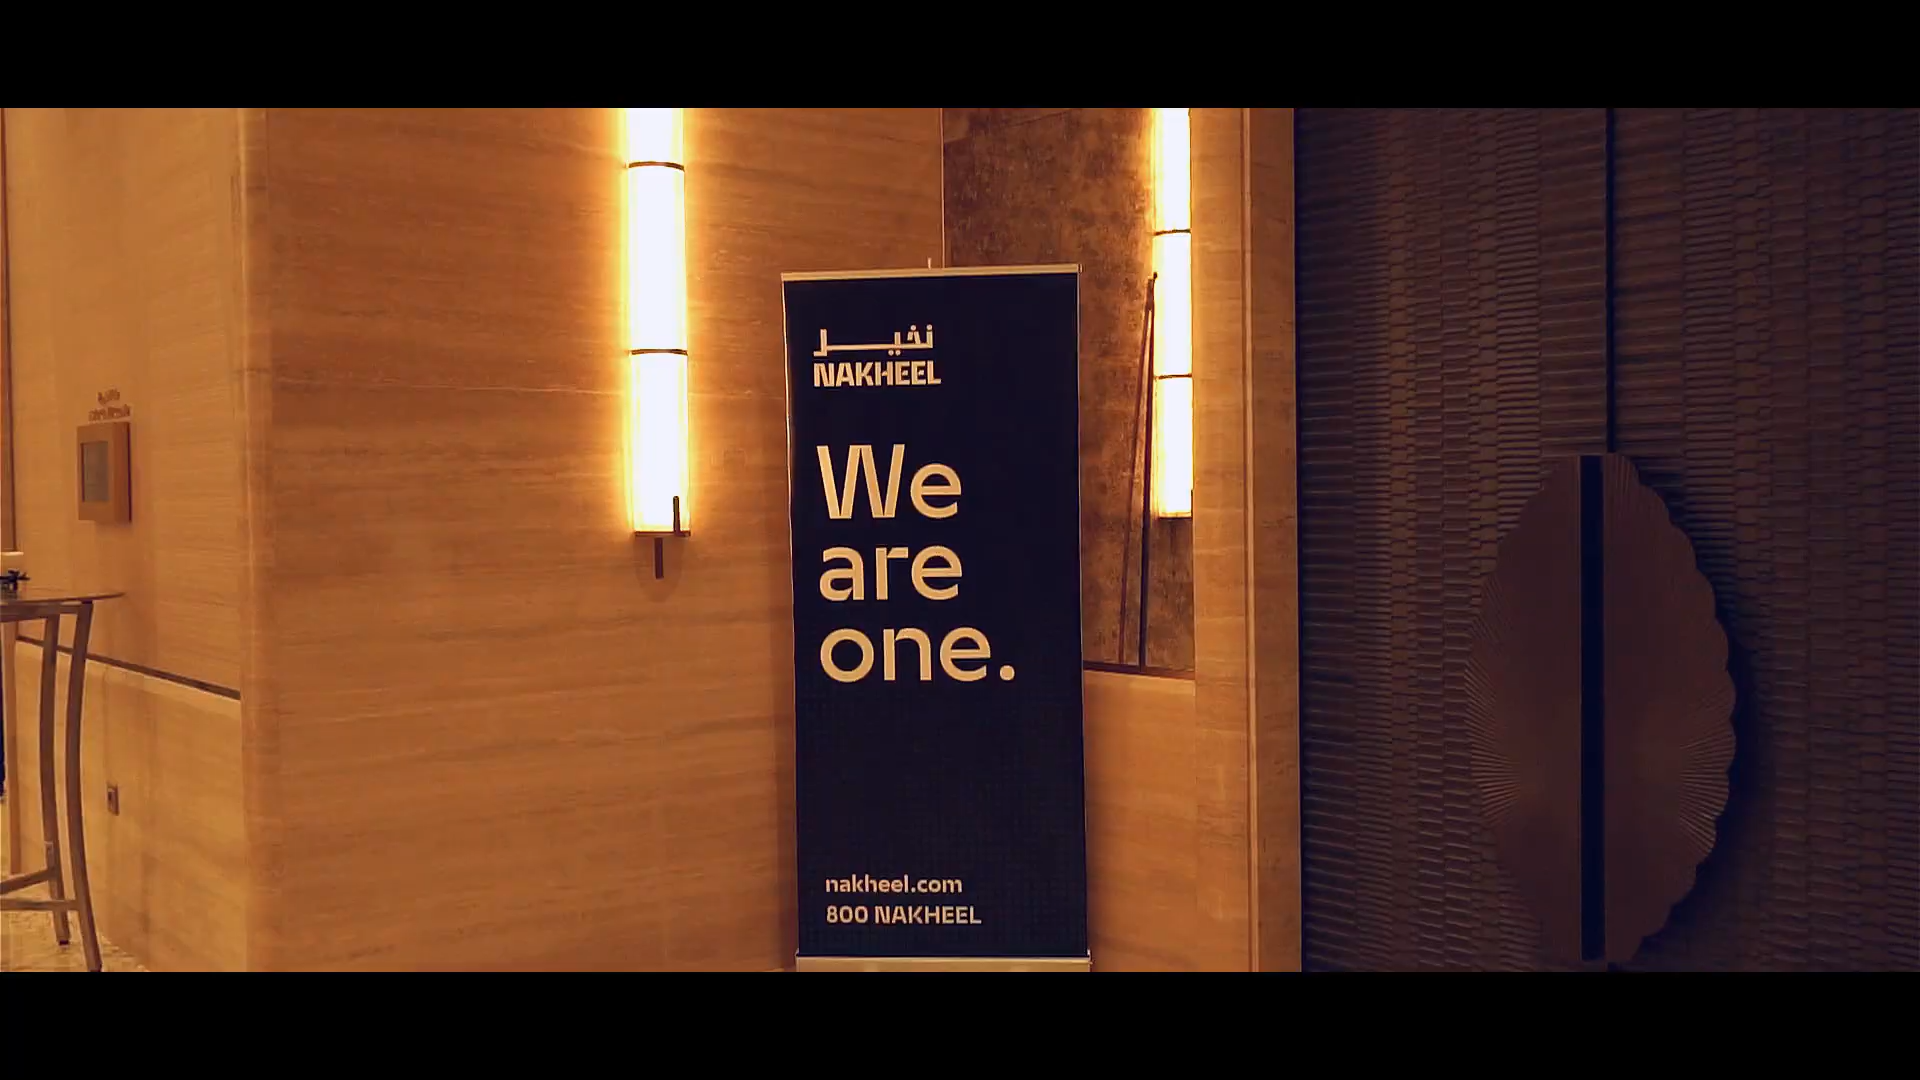 نخيل
NAKHEEL
We
are
one.
nakheel.com
800 NAKHEEL